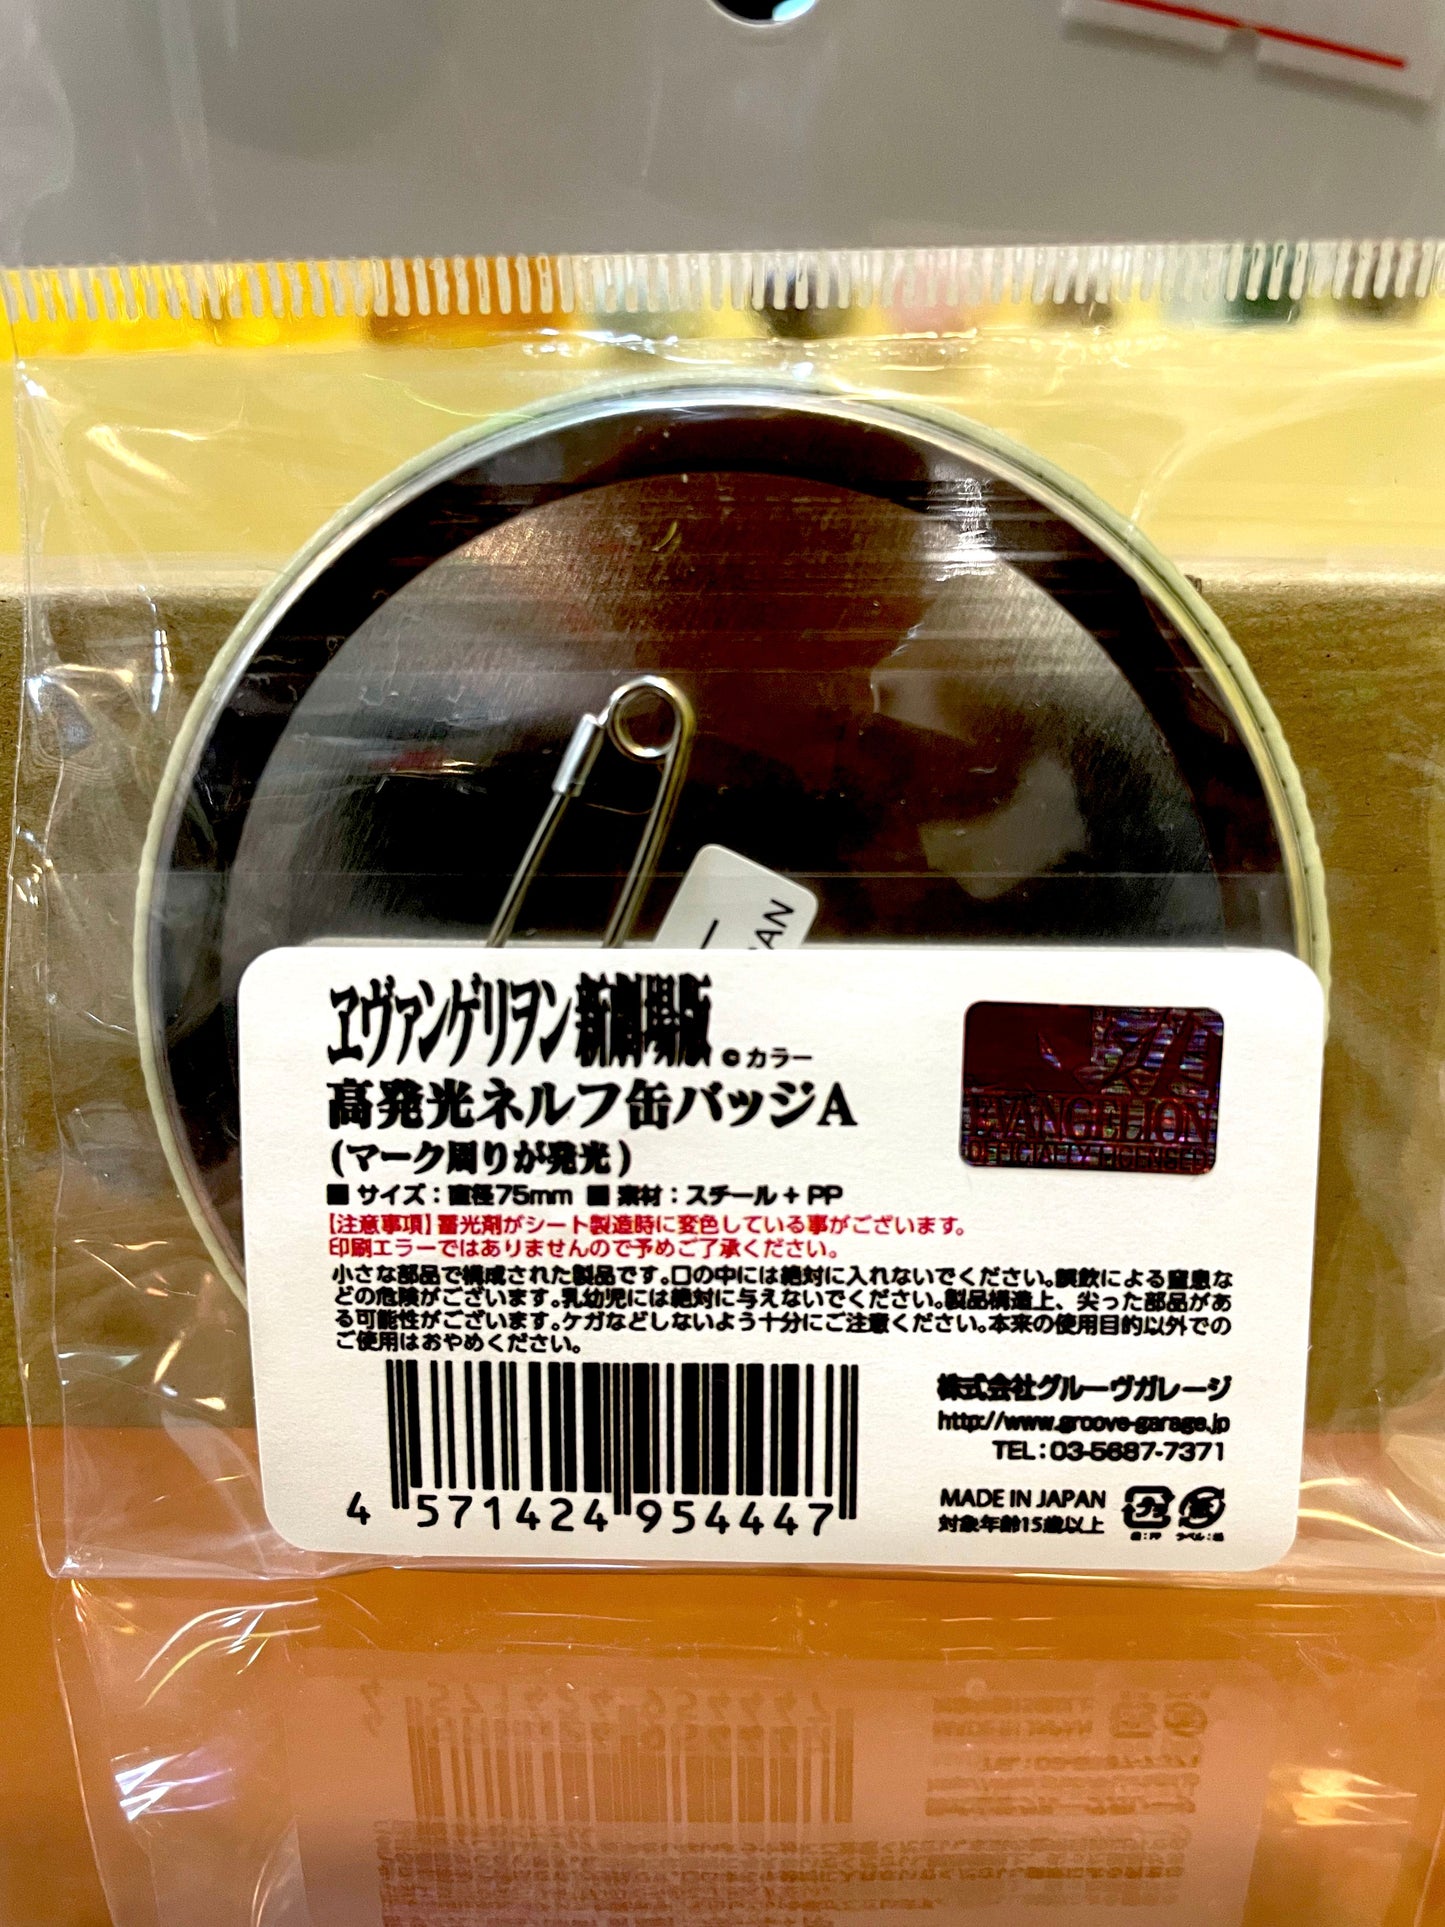 PAN
ヱヴァンゲリヲン新劇場版 ©カラー
高発光ネルフ缶バッジA
(マーク周りが発光)
■ サイズ:直径75mm ■ 素材:スチール+PP
【注意事項】蓄光剤がシート製造時に変色している事がございます。
印刷エラーではありませんので予めご了承ください。
小さな部品で構成された製品です。口の中には絶対に入れないでください。誤飲による窒息な
どの危険がございます。乳幼児には絶対に与えないでください。製品構造上、尖った部品があ
る可能性がございます。ケガなどしないよう十分にご注意ください。本来の使用目的以外での
ご使用はおやめください。
EVANGELION
OFFICIALLY LICENSED
4 571424 954447
株式会社グルーヴガレージ
http://www.groove-garage.jp
TEL:03-5687-7371
MADE IN JAPAN
対象年齢15歳以上
プラ
袋:PP
ラベル:紙